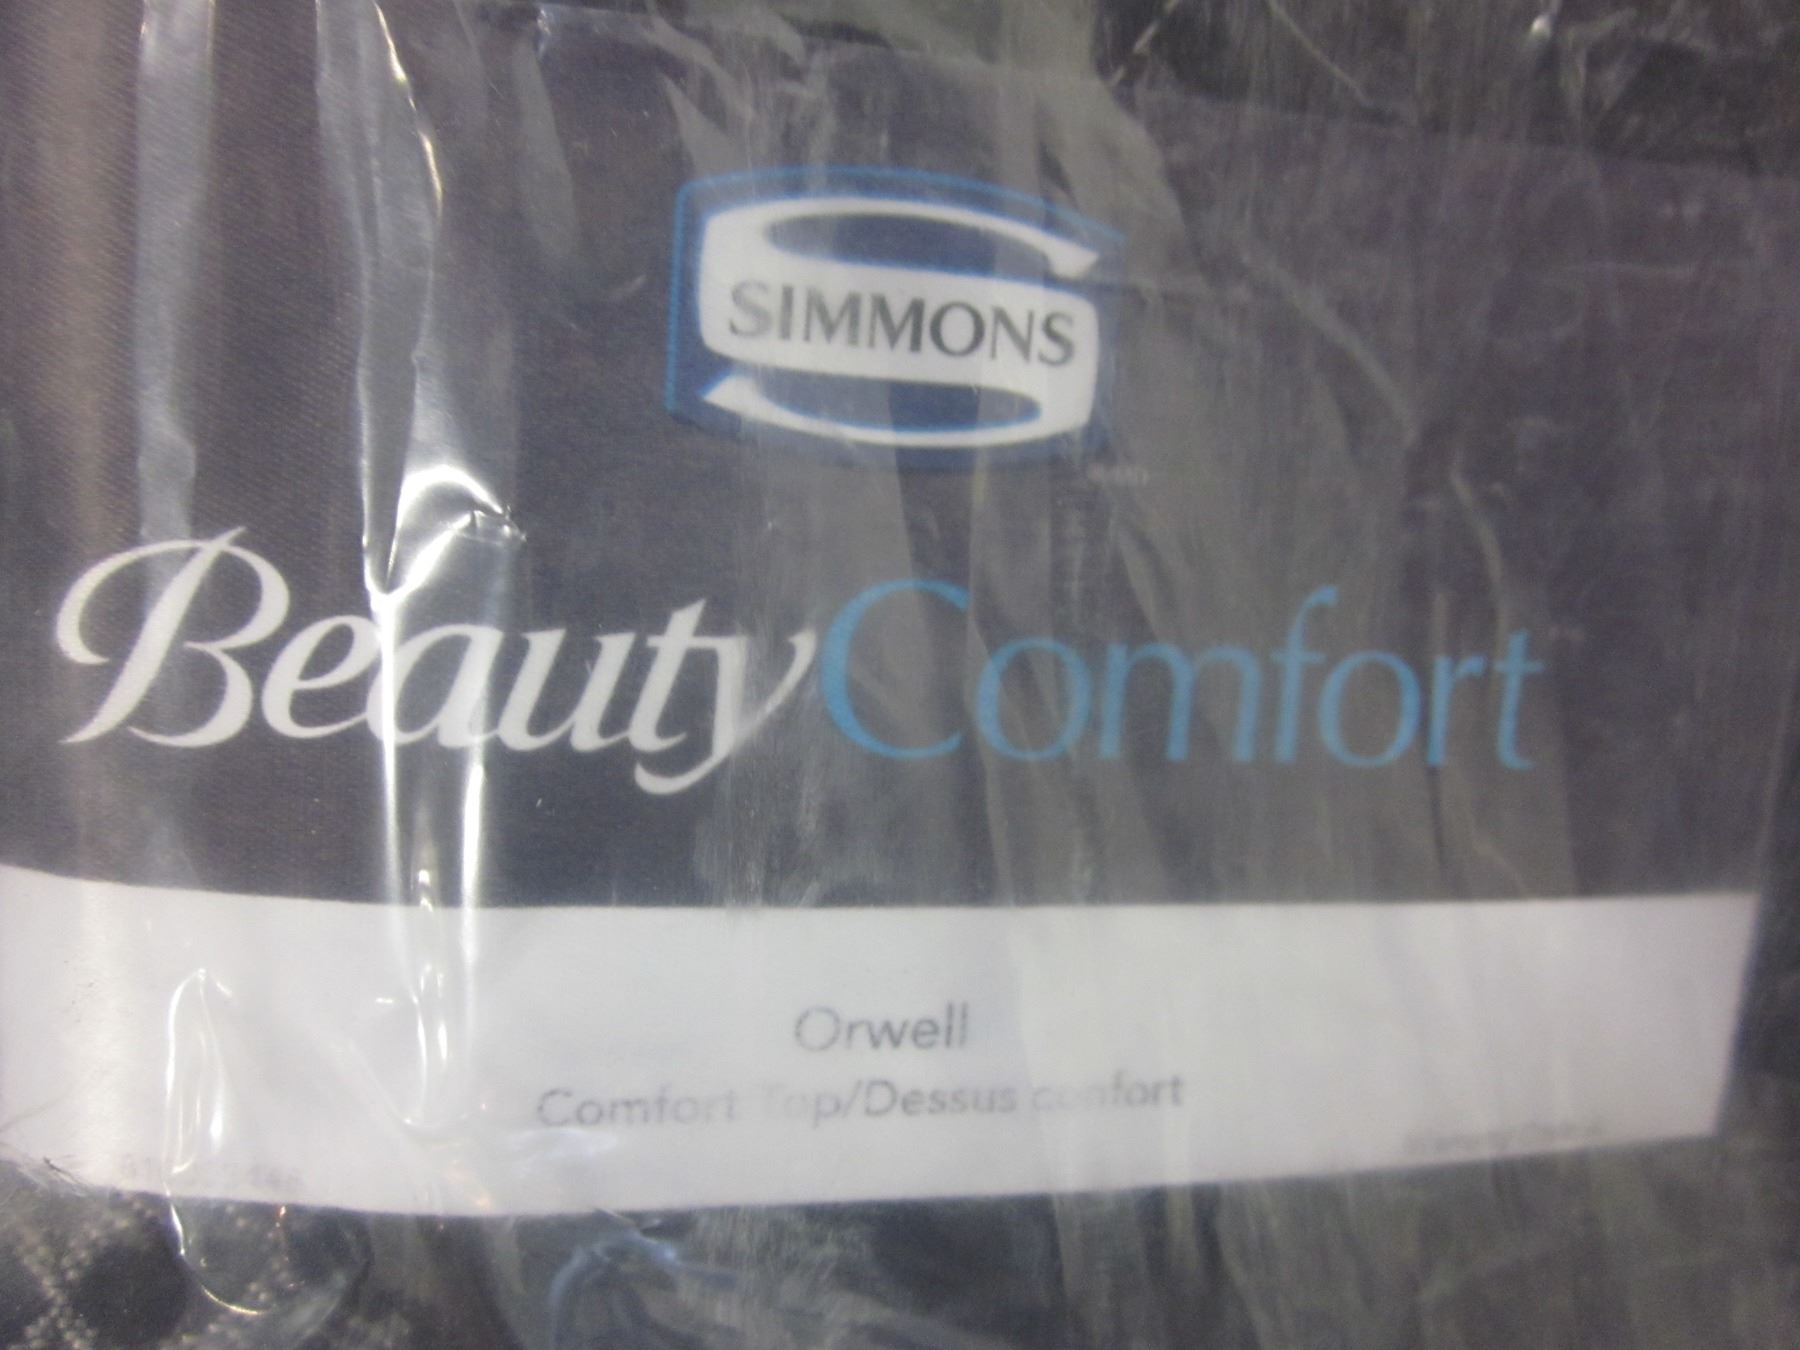 SIMMONS
BeautyComfort
Orwell
Comfort Top/Dessus confort